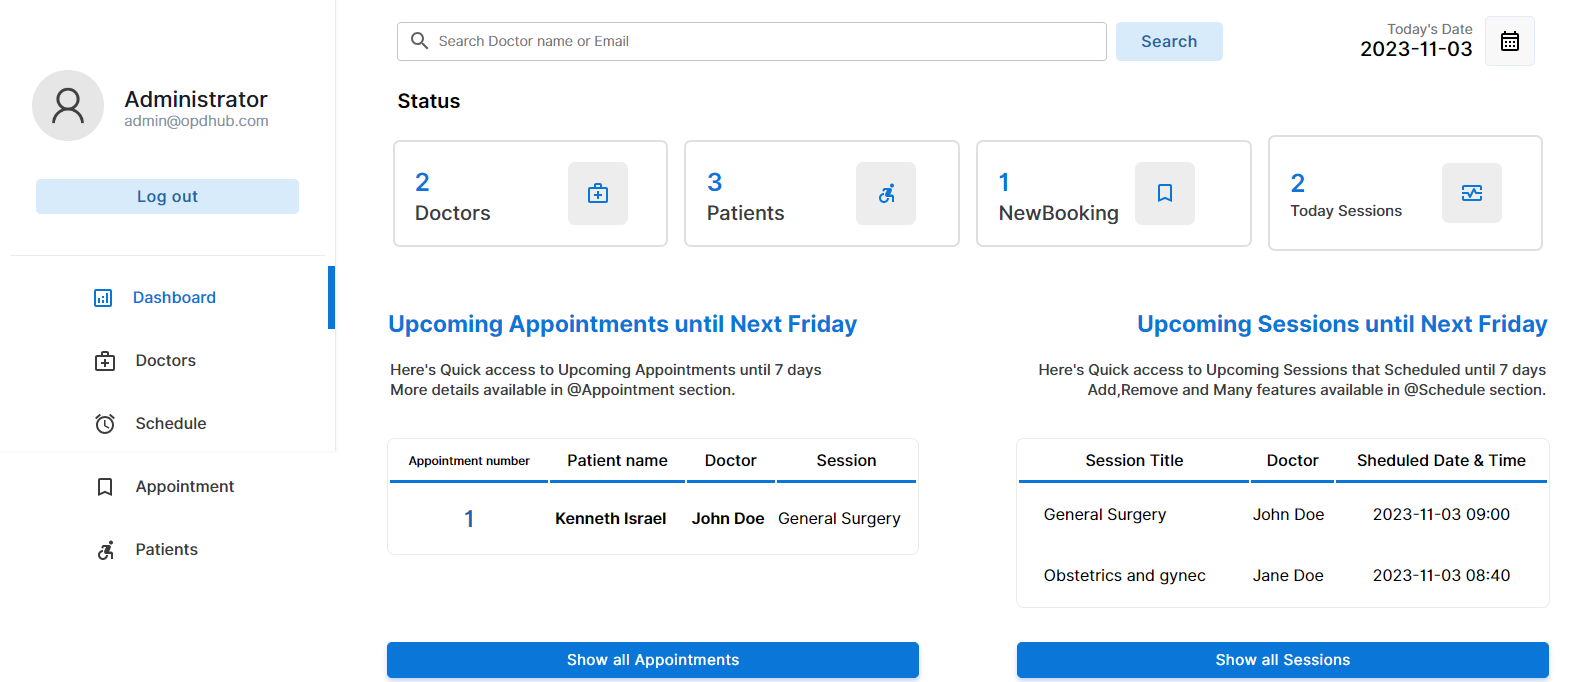 Administrator
admin@opdhub.com
Log out
Dashboard
Doctors
Schedule
Appointment
Patients
Search Doctor name or Email
Search
Today's Date
2023-11-03
Status
2
Doctors
3
Patients
1
NewBooking
2
Today Sessions
Upcoming Appointments until Next Friday
Here's Quick access to Upcoming Appointments until 7 days
More details available in @Appointment section.
Appointment number Patient name Doctor Session
1 Kenneth Israel John Doe General Surgery
Show all Appointments
Upcoming Sessions until Next Friday
Here's Quick access to Upcoming Sessions that Scheduled until 7 days
Add,Remove and Many features available in @Schedule section.
Session Title Doctor Sheduled Date & Time
General Surgery John Doe 2023-11-03 09:00
Obstetrics and gynec Jane Doe 2023-11-03 08:40
Show all Sessions